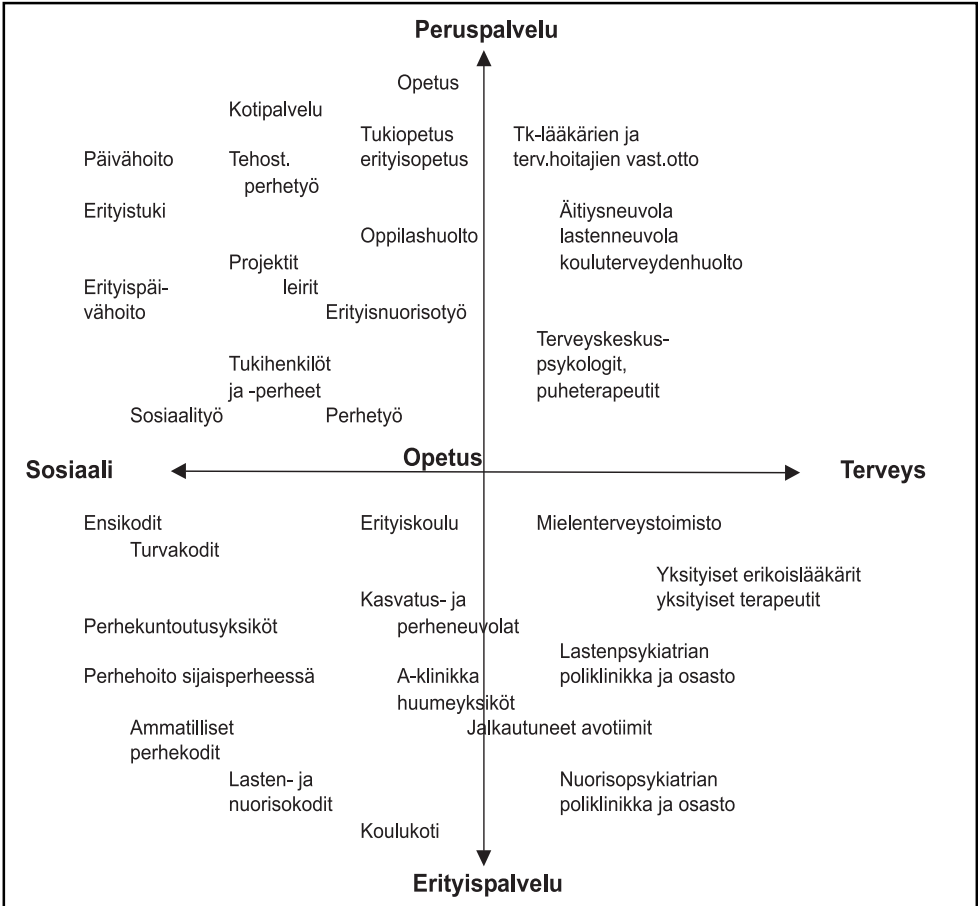 Peruspalvelu
Opetus
Kotipalvelu
Tukiopetus
erityisopetus
Tk-lääkärien ja
terv.hoitajien vast.otto
Päivähoito
Tehost.
perhetyö
Erityistuki
Oppilashuolto
Äitiysneuvola
lastenneuvola
kouluterveydenhuolto
Projektit
leirit
Erityispäi-
vähoito
Erityisnuorisotyö
Terveyskeskus-
psykologit,
puheterapeutit
Tukihenkilöt
ja -perheet
Sosiaalityö
Perhetyö
Opetus
Sosiaali
Terveys
Ensikodit
Turvakodit
Erityiskoulu
Mielenterveystoimisto
Yksityiset erikoislääkärit
yksityiset terapeutit
Kasvatus- ja
perheneuvolat
Perhekuntoutusyksiköt
Lastenpsykiatrian
poliklinikka ja osasto
Perhehoito sijaisperheessä
A-klinikka
huumeyksiköt
Ammatilliset
perhekodit
Jalkautuneet avotiimit
Lasten- ja
nuorisokodit
Nuorisopsykiatrian
poliklinikka ja osasto
Koulukoti
Erityispalvelu